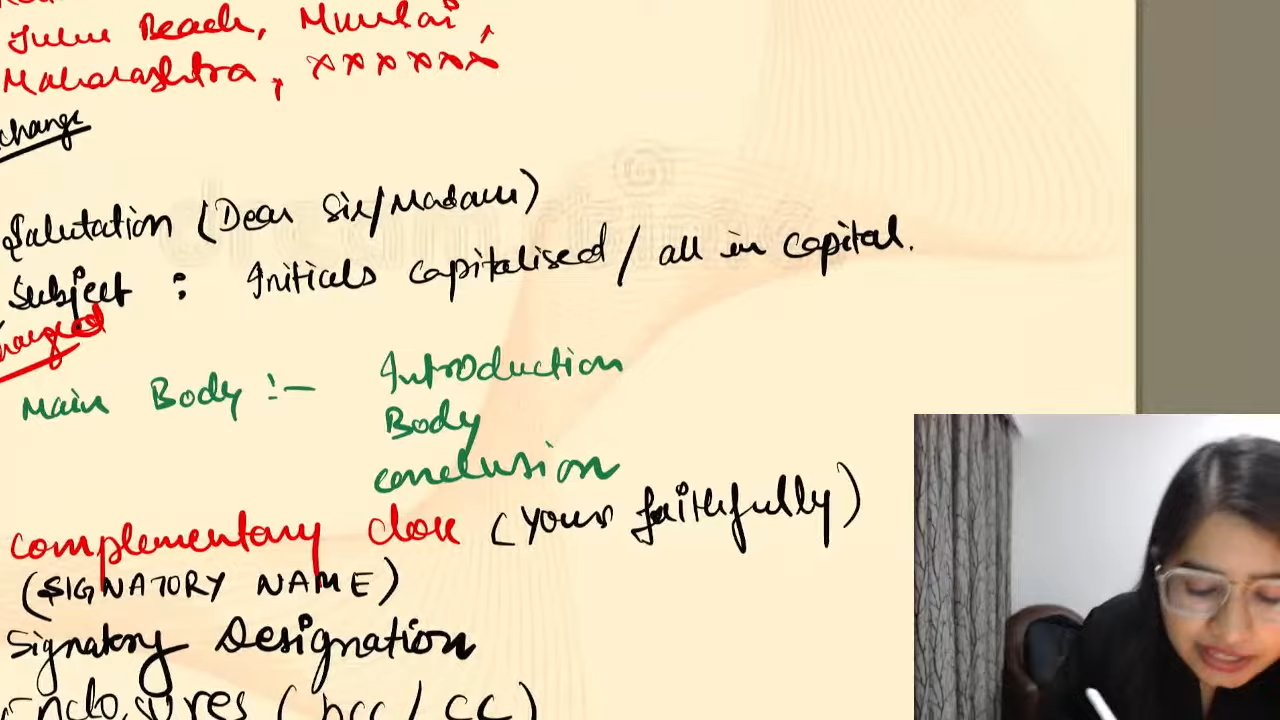 Juhu Beach, Mumbai,
Maharashtra, xxxxxx
change
Salutation (Dear Sir/Madam)
Subject : Initials capitalised / all in capital.
Main Body :- Introduction
Body
conclusion
complementary close (yours faithfully)
(SIGNATORY NAME)
Signatory Designation
Enclosures (bcc / cc)